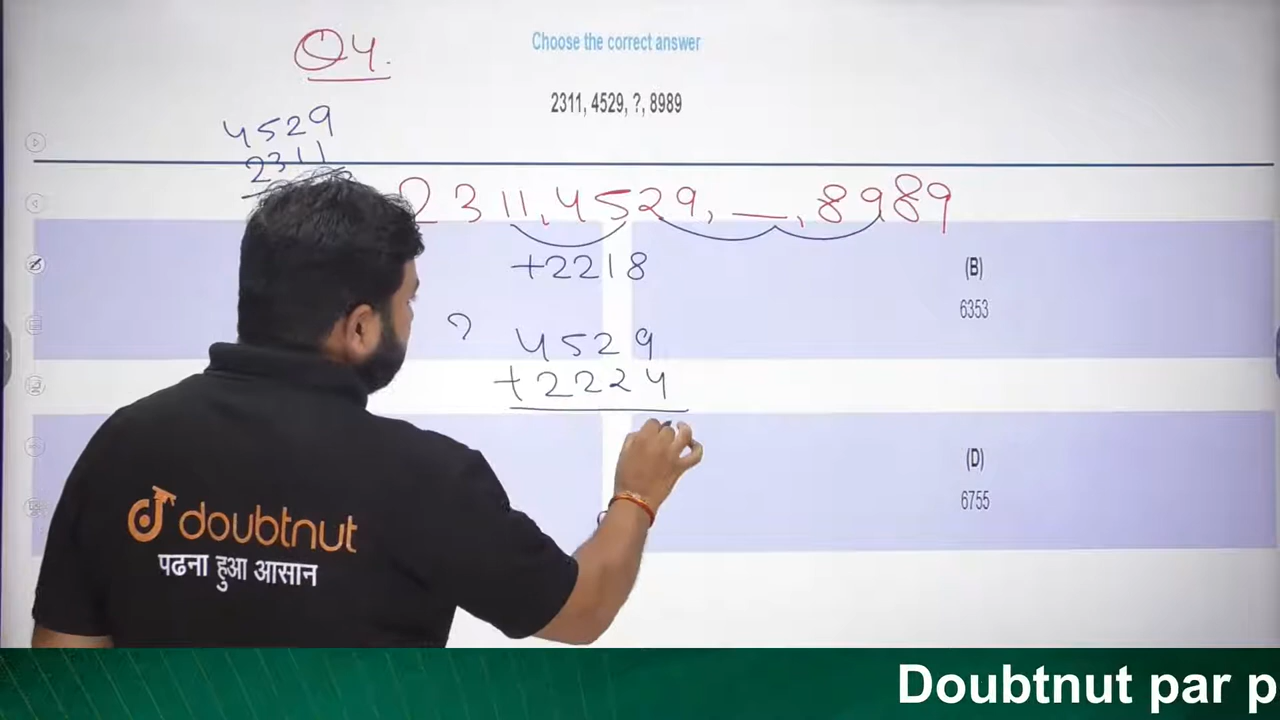 Q4.
Choose the correct answer
2311, 4529, ?, 8989
4529
2311
2311, 4529, __, 8989
+2218
(B)
6353
? 4529
+2224
(D)
6755
doubtnut
पढना हुआ आसान
Doubtnut par p